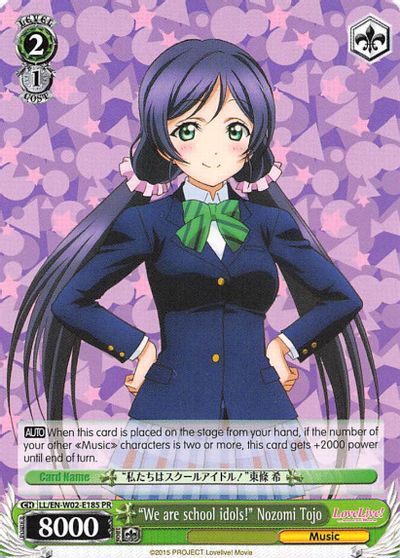 LEVEL
2
1
COST
AUTO When this card is placed on the stage from your hand, if the number
of your other «Music» characters is two or more, this card gets +2000 power
until end of turn.
Card Name "私たちはスクールアイドル!"東條 希
CH LL/EN-W02-E185 PR
"We are school idols!" Nozomi Tojo
LoveLive!
POWER 8000
Music
©2015 PROJECT Lovelive! Movie